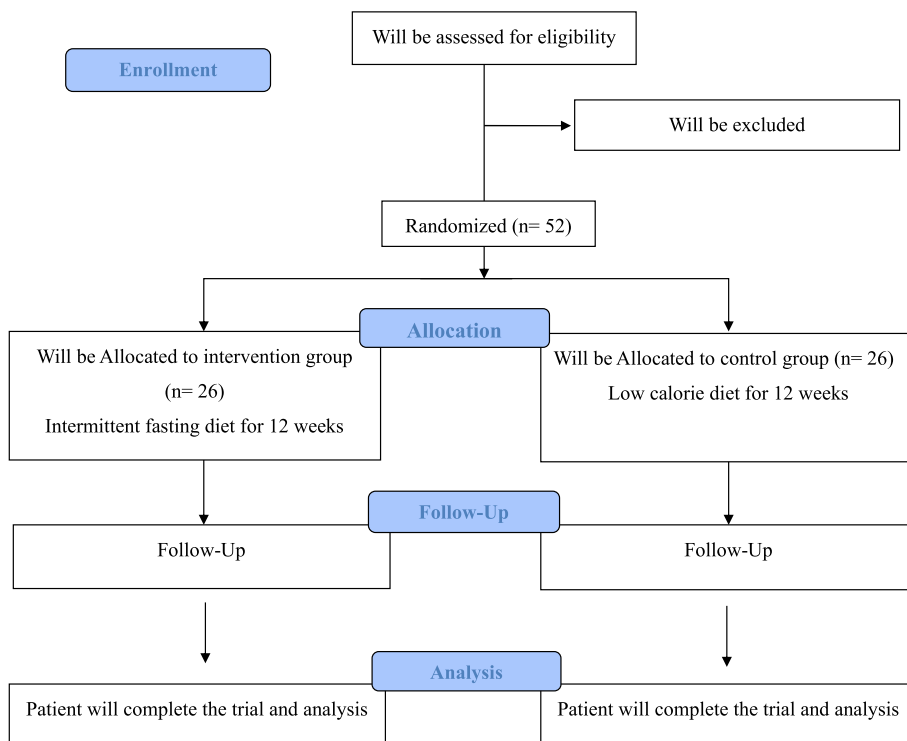 Will be assessed for eligibility
Enrollment
Will be excluded
Randomized (n= 52)
Allocation
Will be Allocated to intervention group
(n= 26)
Intermittent fasting diet for 12 weeks
Will be Allocated to control group (n= 26)
Low calorie diet for 12 weeks
Follow-Up
Follow-Up
Follow-Up
Analysis
Patient will complete the trial and analysis
Patient will complete the trial and analysis